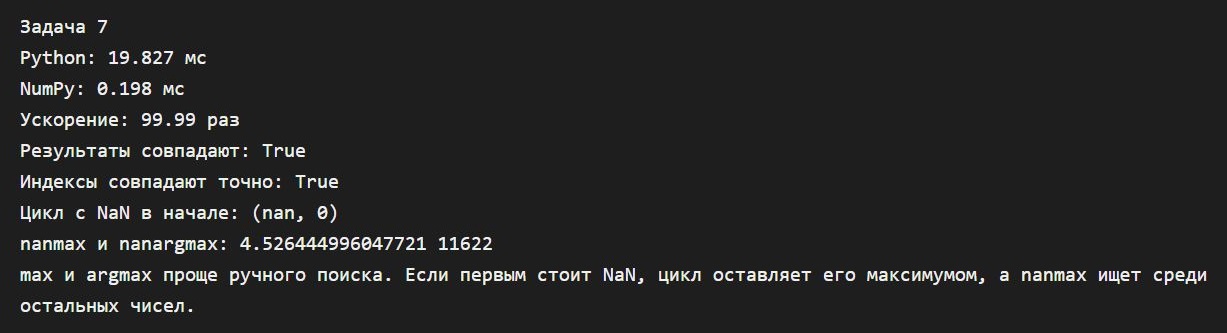 Задача 7
Python: 19.827 мс
NumPy: 0.198 мс
Ускорение: 99.99 раз
Результаты совпадают: True
Индексы совпадают точно: True
Цикл с NaN в начале: (nan, 0)
nanmax и nanargmax: 4.526444996047721 11622
max и argmax проще ручного поиска. Если первым стоит NaN, цикл оставляет его максимумом, а nanmax ищет среди
остальных чисел.